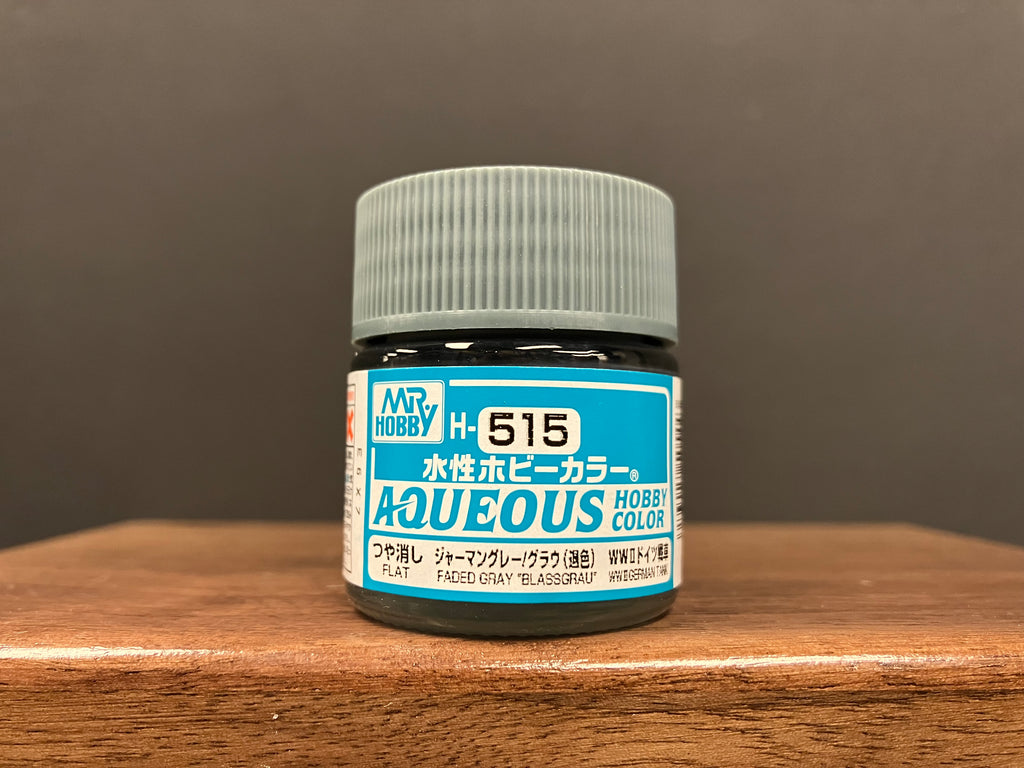 MR. HOBBY
H-515
水性ホビーカラー®
AQUEOUS HOBBY COLOR
つや消し ジャーマングレー/グラウ(退色) WWⅡドイツ戦車
FLAT FADED GRAY "BLASSGRAU" WWⅡGERMAN TANK
EGX7